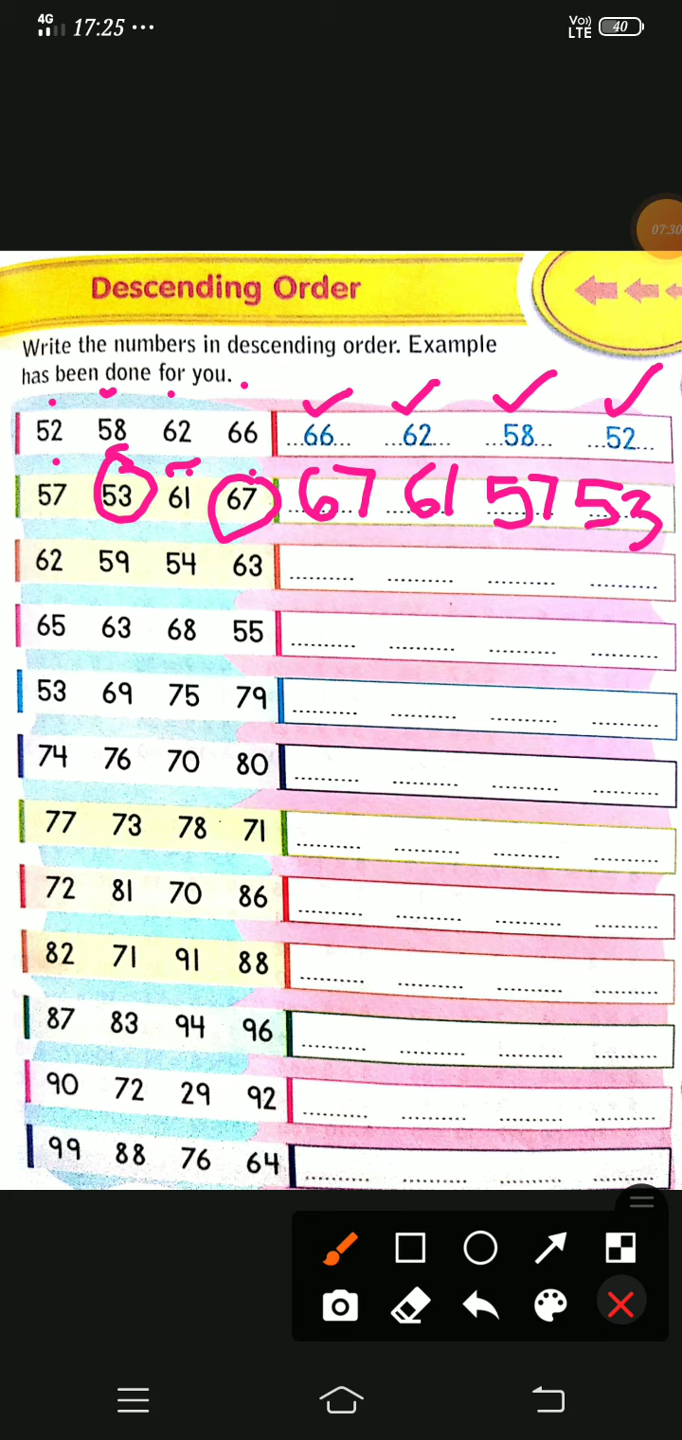 4G 17:25 ... Vo)) LTE 40
07:30
Descending Order
Write the numbers in descending order. Example
has been done for you.
52 58 62 66 ...66... ...62... ...58... ...52...
57 53 61 67 67 61 57 53
62 59 54 63 .......... .......... .......... ..........
65 63 68 55 .......... .......... .......... ..........
53 69 75 79 .......... .......... .......... ..........
74 76 70 80 .......... .......... .......... ..........
77 73 78 71 .......... .......... .......... ..........
72 81 70 86 .......... .......... .......... ..........
82 71 91 88 .......... .......... .......... ..........
87 83 94 96 .......... .......... .......... ..........
90 72 29 92 .......... .......... .......... ..........
99 88 76 64 .......... .......... .......... ..........